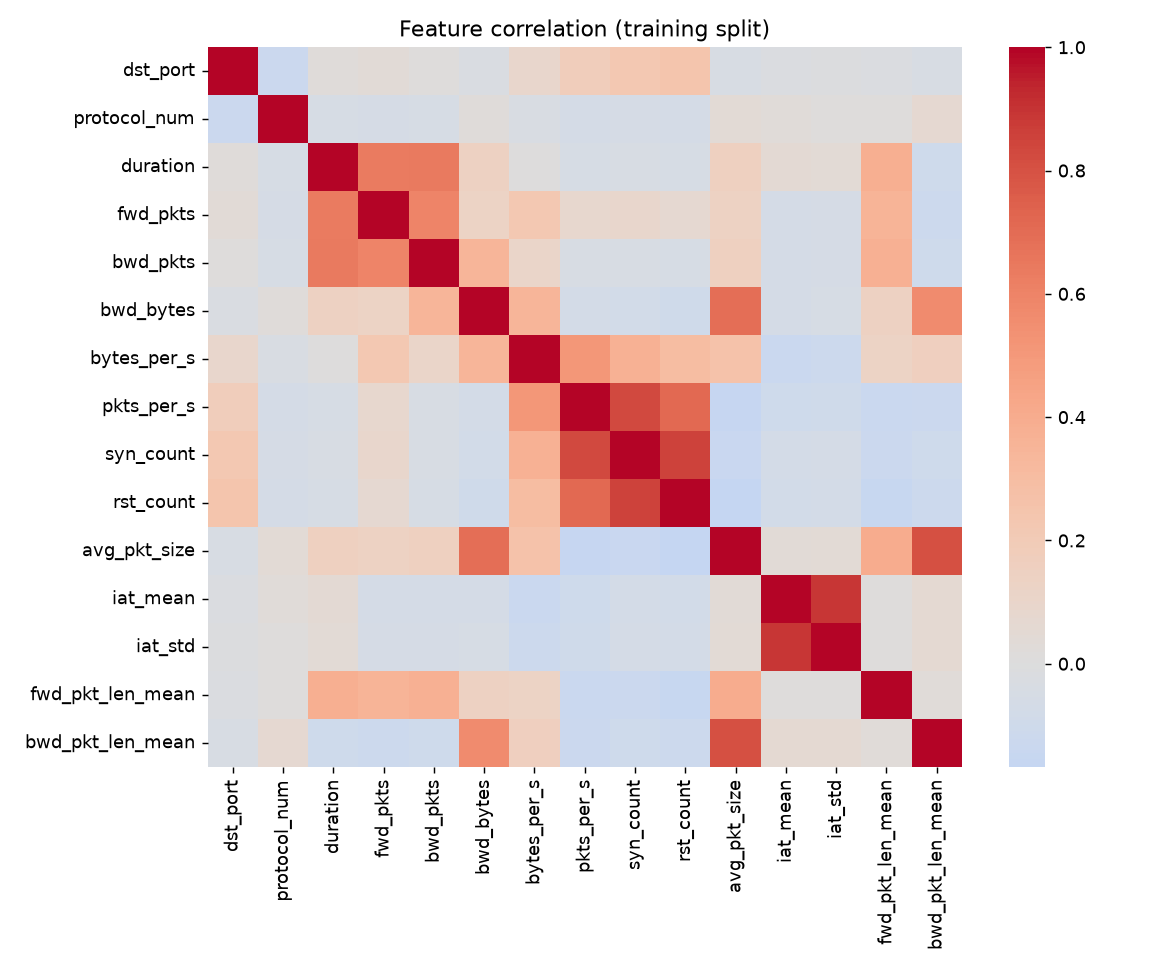 Feature correlation (training split)
dst_port
protocol_num
duration
fwd_pkts
bwd_pkts
bwd_bytes
bytes_per_s
pkts_per_s
syn_count
rst_count
avg_pkt_size
iat_mean
iat_std
fwd_pkt_len_mean
bwd_pkt_len_mean
dst_port
protocol_num
duration
fwd_pkts
bwd_pkts
bwd_bytes
bytes_per_s
pkts_per_s
syn_count
rst_count
avg_pkt_size
iat_mean
iat_std
fwd_pkt_len_mean
bwd_pkt_len_mean
1.0
0.8
0.6
0.4
0.2
0.0